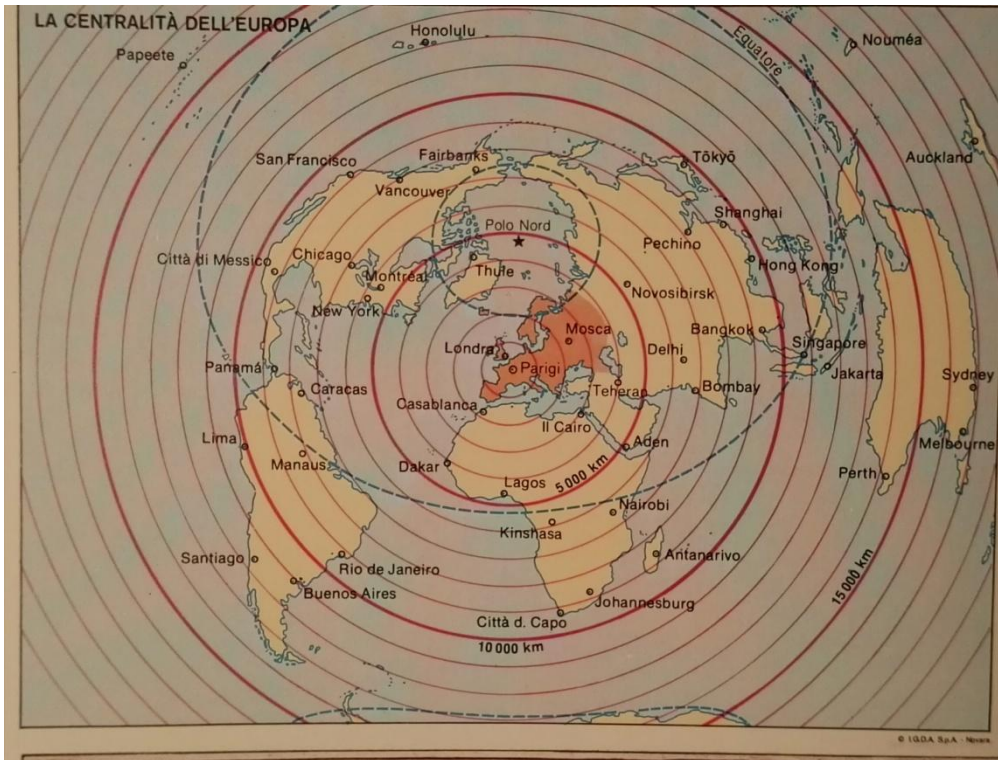 LA CENTRALITÀ DELL'EUROPA
Honolulu
Papeete
Equatore
Nouméa
San Francisco
Fairbanks
Tōkyō
Auckland
Vancouver
Shanghai
Polo Nord
Pechino
Città di Messico
Chicago
Montréal
Thule
Hong Kong
Novosibirsk
New York
Mosca
Bangkok
Londra
Delhi
Singapore
Panamá
Parigi
Jakarta
Sydney
Caracas
Teheran
Bombay
Casablanca
Il Cairo
Lima
Aden
Melbourne
Manaus
Dakar
5 000 km
Perth
Lagos
Nairobi
Kinshasa
Santiago
Rio de Janeiro
Antanarivo
15 000 km
Buenos Aires
Johannesburg
Città d. Capo
10 000 km
© I.G.D.A. S.p.A. - Novara